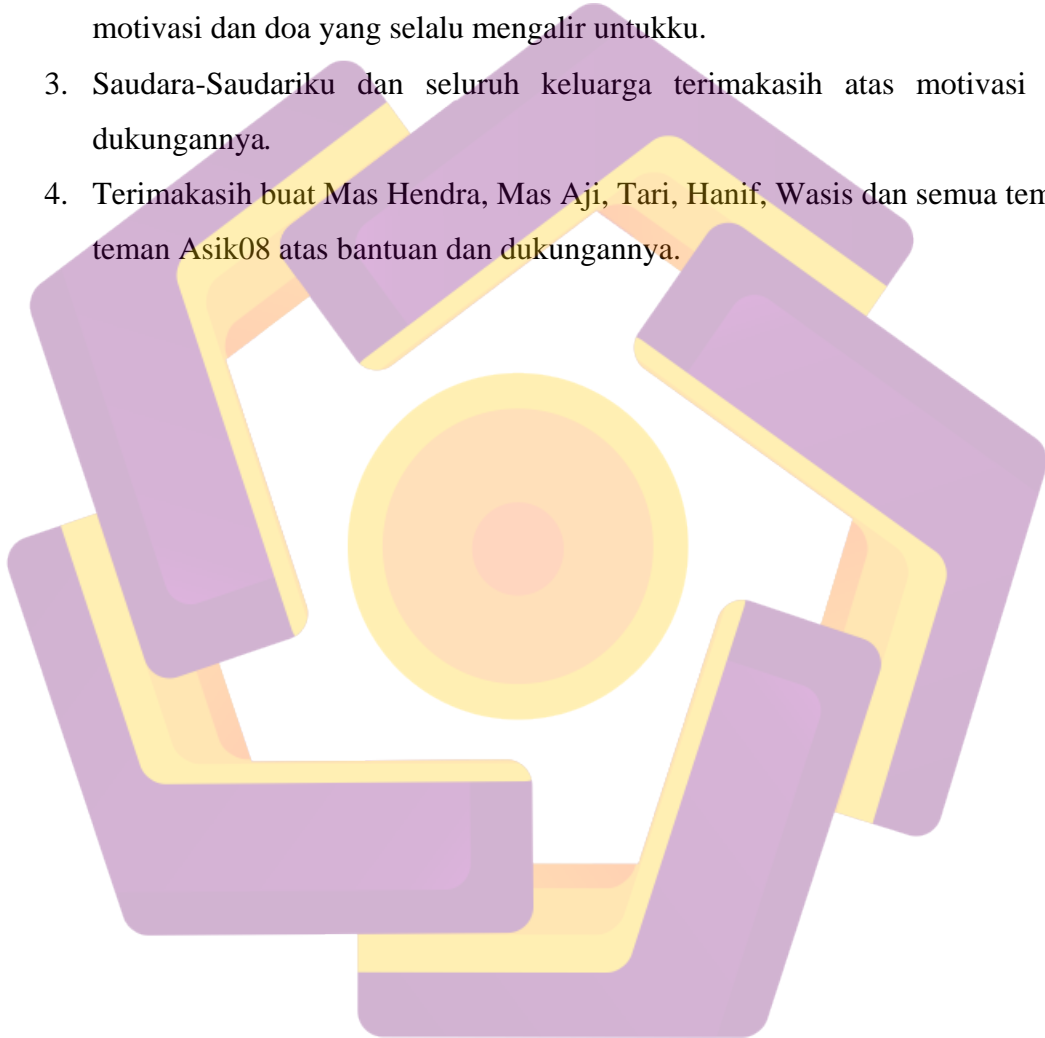 motivasi dan doa yang selalu mengalir untukku.
3. Saudara-Saudariku dan seluruh keluarga terimakasih atas motivasi
dukungannya.
4. Terimakasih buat Mas Hendra, Mas Aji, Tari, Hanif, Wasis dan semua
teman Asik08 atas bantuan dan dukungannya.